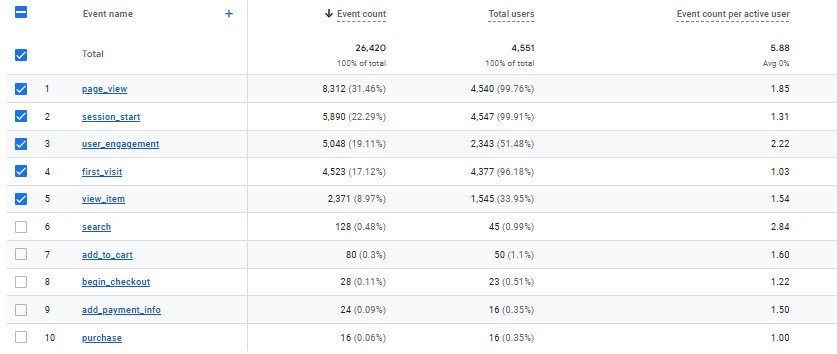 Event name + ↓ Event count Total users Event count per active user
Total 26,420 4,551 5.88
100% of total 100% of total Avg 0%
1 page_view 8,312 (31.46%) 4,540 (99.76%) 1.85
2 session_start 5,890 (22.29%) 4,547 (99.91%) 1.31
3 user_engagement 5,048 (19.11%) 2,343 (51.48%) 2.22
4 first_visit 4,523 (17.12%) 4,377 (96.18%) 1.03
5 view_item 2,371 (8.97%) 1,545 (33.95%) 1.54
6 search 128 (0.48%) 45 (0.99%) 2.84
7 add_to_cart 80 (0.3%) 50 (1.1%) 1.60
8 begin_checkout 28 (0.11%) 23 (0.51%) 1.22
9 add_payment_info 24 (0.09%) 16 (0.35%) 1.50
10 purchase 16 (0.06%) 16 (0.35%) 1.00